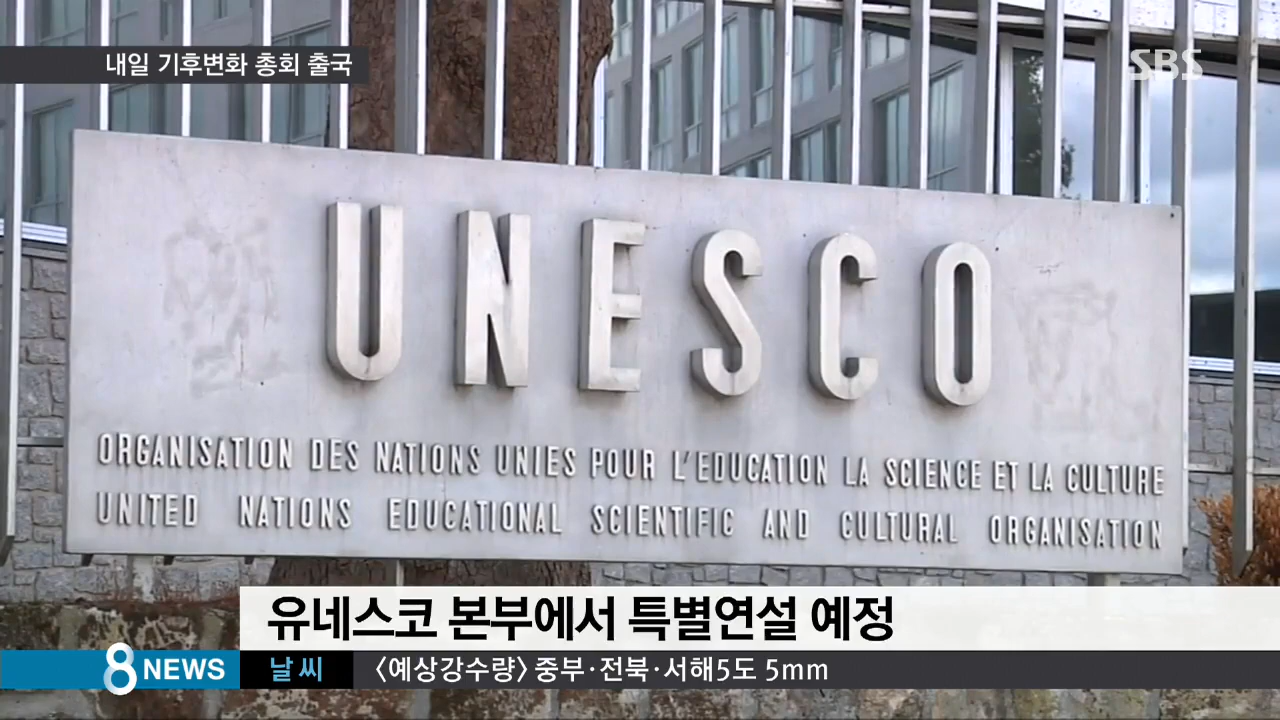 내일 기후변화 총회 출국
SBS
UNESCO
ORGANISATION DES NATIONS UNIES POUR L'EDUCATION LA SCIENCE ET LA CULTURE
UNITED NATIONS EDUCATIONAL SCIENTIFIC AND CULTURAL ORGANISATION
유네스코 본부에서 특별연설 예정
8 NEWS
날씨
〈예상강수량〉 중부·전북·서해5도 5mm